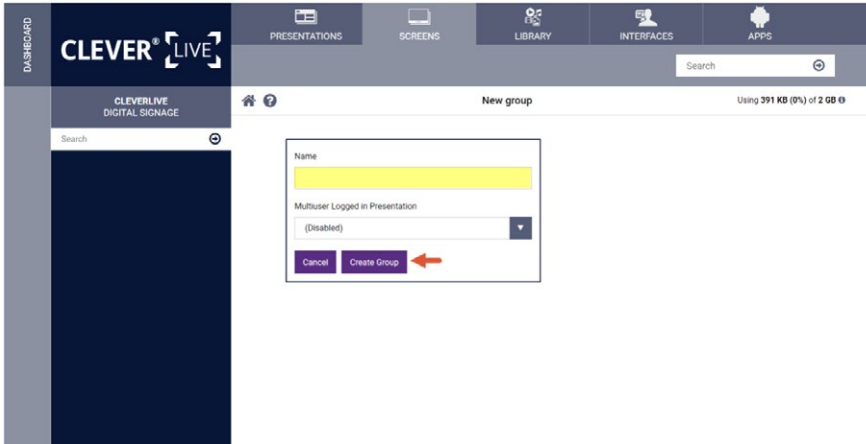 DASHBOARD
CLEVER® LIVE
PRESENTATIONS
SCREENS
LIBRARY
INTERFACES
APPS
Search
CLEVERLIVE
DIGITAL SIGNAGE
Search
New group
Using 391 KB (0%) of 2 GB
Name
Multiuser Logged in Presentation
(Disabled)
Cancel
Create Group